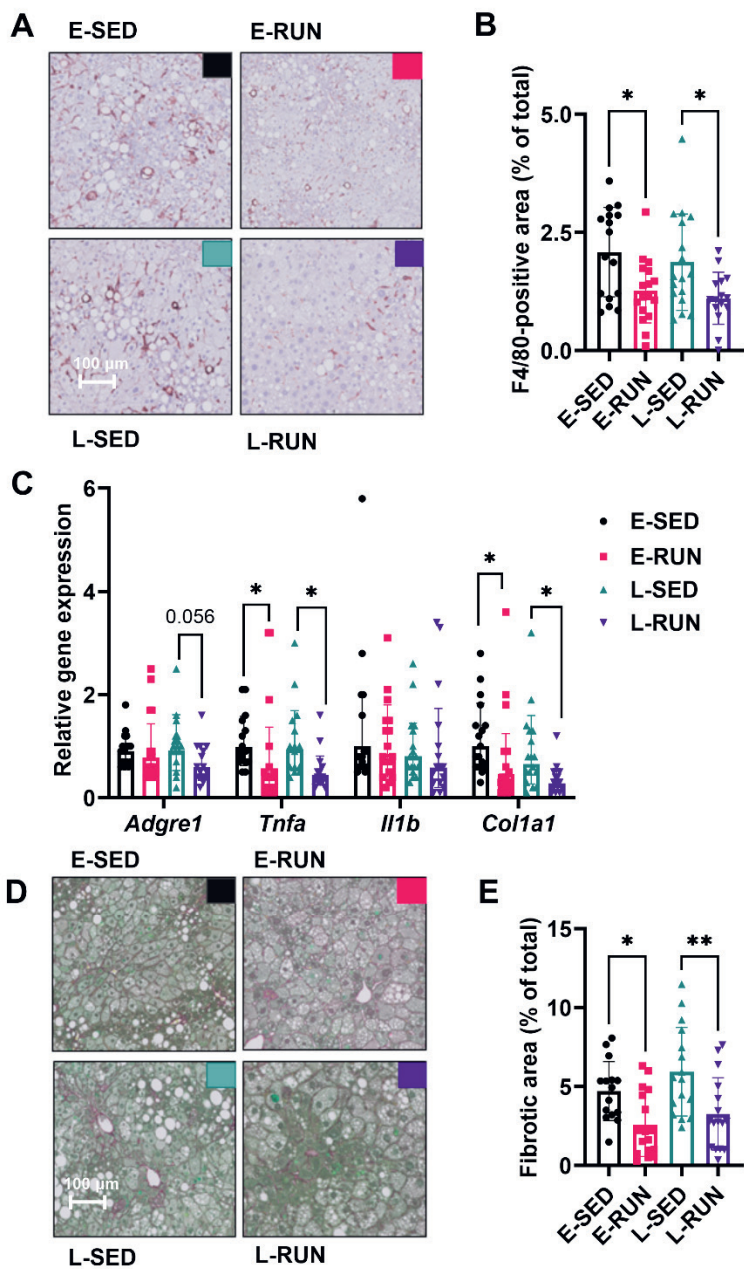 A
E-SED
E-RUN
100 µm
L-SED
L-RUN
B
F4/80-positive area (% of total)
5.0
2.5
0.0
*
*
E-SED
E-RUN
L-SED
L-RUN
C
Relative gene expression
6
4
2
0
0.056
*
*
*
*
Adgre1
Tnfa
Il1b
Col1a1
E-SED
E-RUN
L-SED
L-RUN
D
E-SED
E-RUN
100 µm
L-SED
L-RUN
E
Fibrotic area (% of total)
15
10
5
0
*
**
E-SED
E-RUN
L-SED
L-RUN